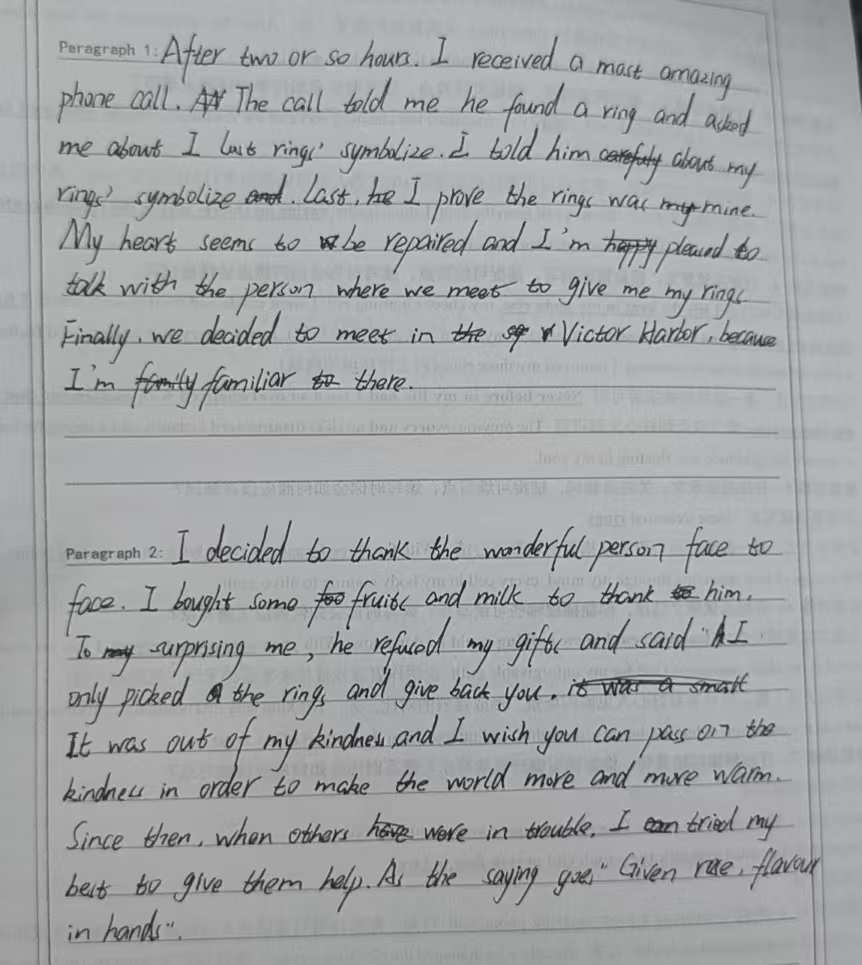 Paragraph 1: After two or so hours. I received a most amazing
phone call. The call told me he found a ring and asked
me about I lost rings' symbolize. I told him about my
rings' symbolize. Last, I prove the rings was mine.
My heart seems to be repaired and I'm pleased to
talk with the person where we meet to give me my rings
Finally, we decided to meet in Victor Harbor, because
I'm familiar there.
Paragraph 2: I decided to thank the wonderful person face to
face. I bought some fruits and milk to thank him.
To surprising me, he refused my gifts and said "I
only picked the rings and give back you.
It was out of my kindness, and I wish you can pass on the
kindness in order to make the world more and more warm.
Since then, when others were in trouble, I tried my
best to give them help. As the saying goes "Given rose, flavour
in hands".